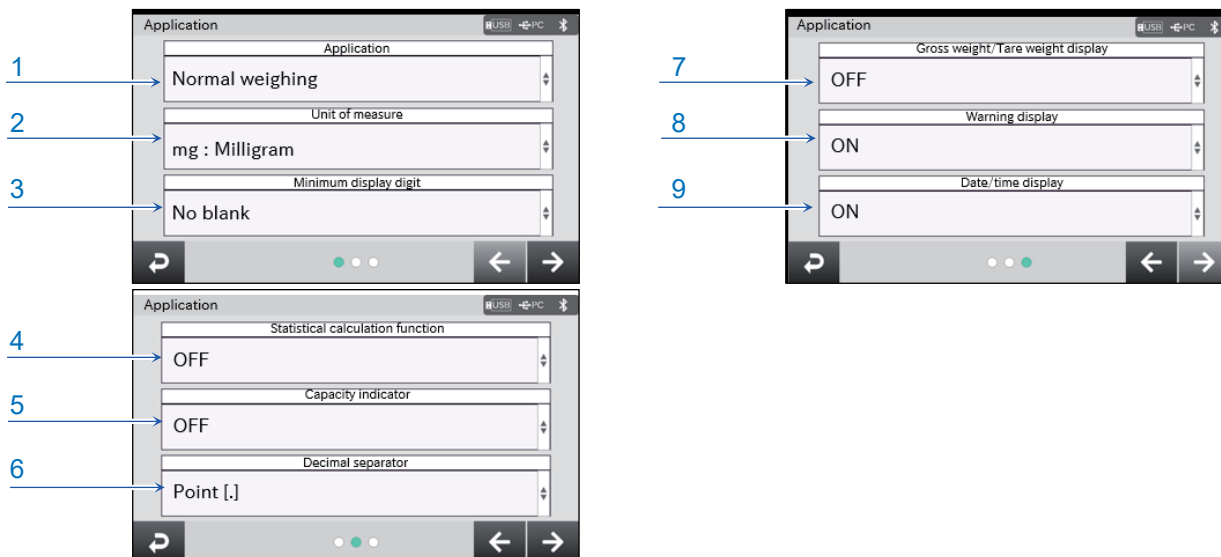 Application
USB PC
Application
1
Normal weighing
Unit of measure
2
mg : Milligram
Minimum display digit
3
No blank
Application
USB PC
Statistical calculation function
4
OFF
Capacity indicator
5
OFF
Decimal separator
6
Point [.]
Application
USB PC
Gross weight/Tare weight display
7
OFF
Warning display
8
ON
Date/time display
9
ON